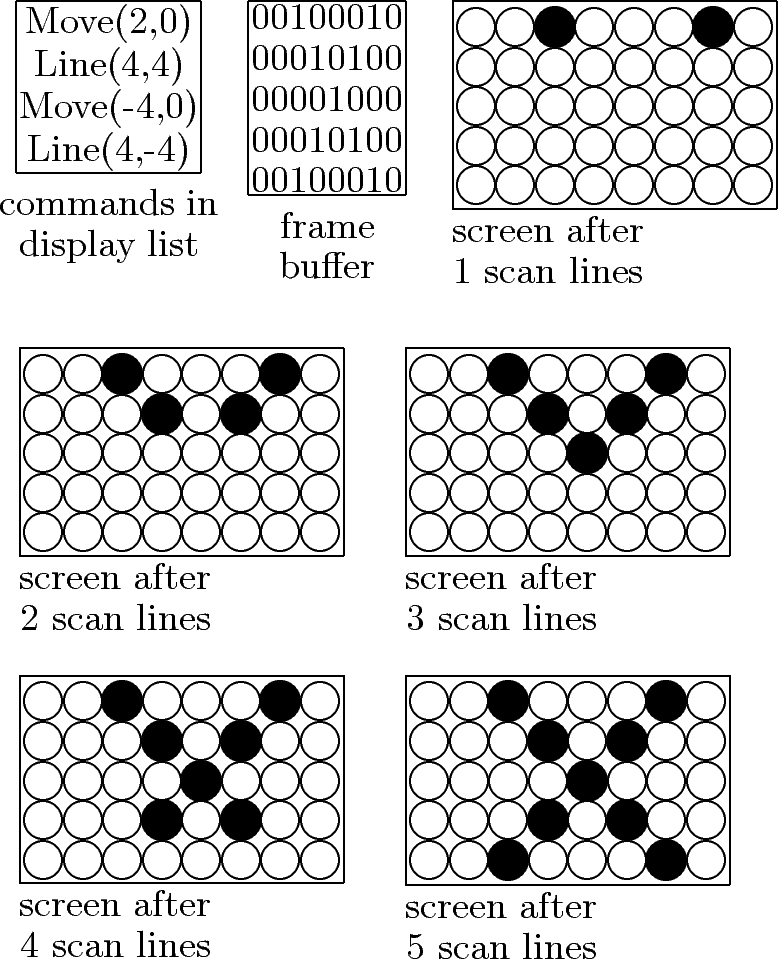 Move(2,0)
Line(4,4)
Move(-4,0)
Line(4,-4)
commands in
display list
00100010
00010100
00001000
00010100
00100010
frame
buffer
screen after
1 scan lines
screen after
2 scan lines
screen after
3 scan lines
screen after
4 scan lines
screen after
5 scan lines